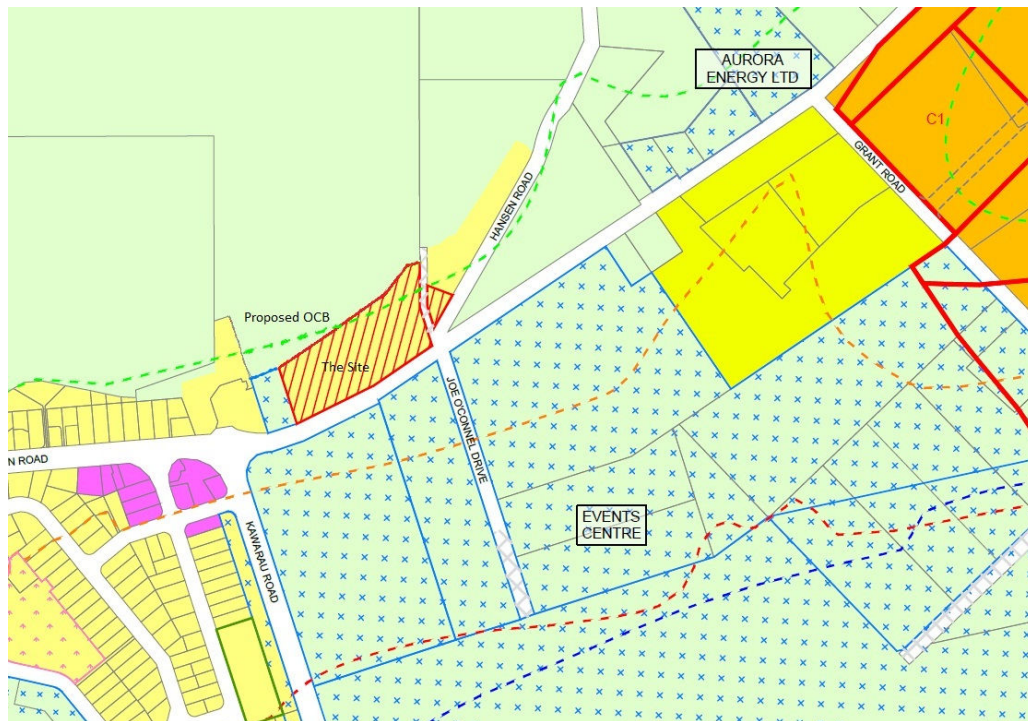 AURORA
ENERGY LTD
C1
GRANT ROAD
HANSEN ROAD
Proposed OCB
The Site
JOE O'CONNEL DRIVE
N ROAD
KAWARAU ROAD
EVENTS
CENTRE